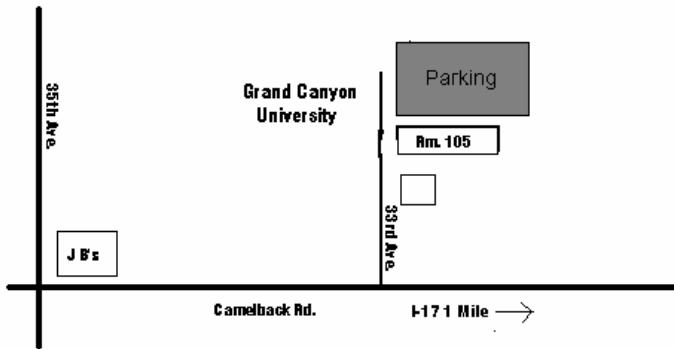 Parking
Grand Canyon
University
35th Ave.
Rm. 105
33rd Ave.
J B's
Camelback Rd.
I-17 1 Mile